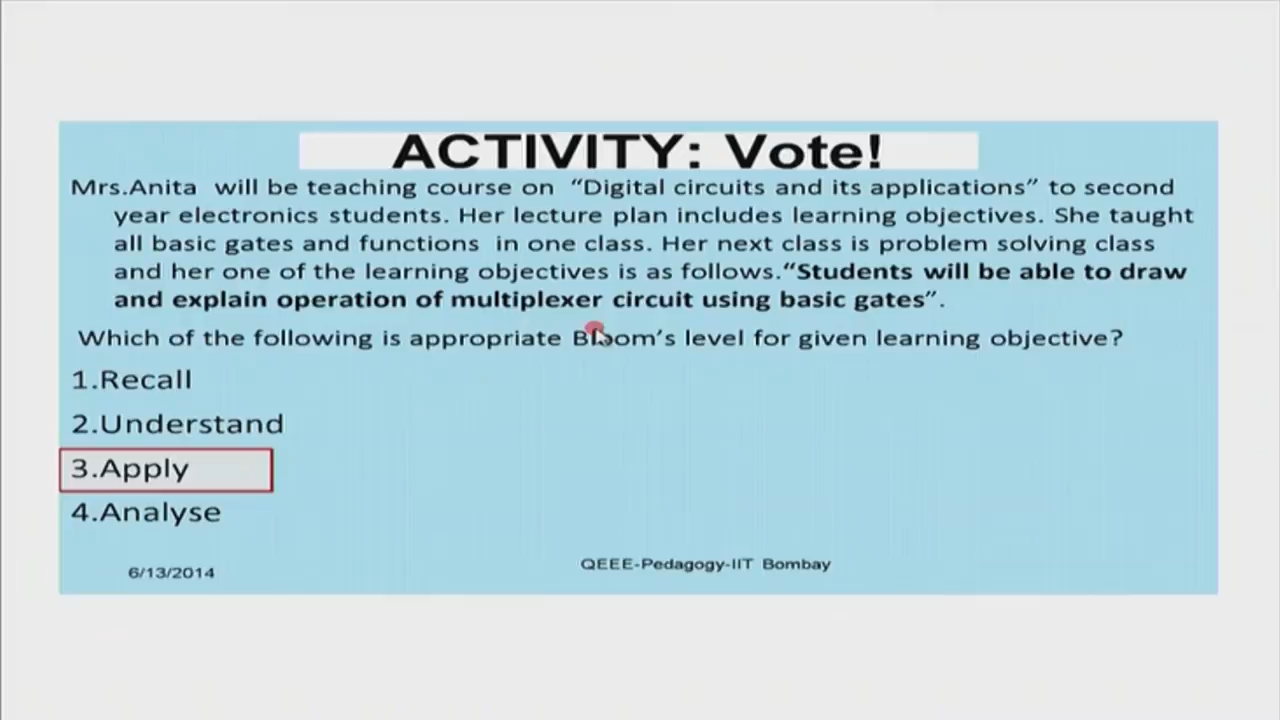 ACTIVITY: Vote!
Mrs.Anita will be teaching course on “Digital circuits and its applications” to second
year electronics students. Her lecture plan includes learning objectives. She taught
all basic gates and functions in one class. Her next class is problem solving class
and her one of the learning objectives is as follows.“Students will be able to draw
and explain operation of multiplexer circuit using basic gates”.
Which of the following is appropriate Bloom’s level for given learning objective?
1.Recall
2.Understand
3.Apply
4.Analyse
6/13/2014
QEEE-Pedagogy-IIT Bombay